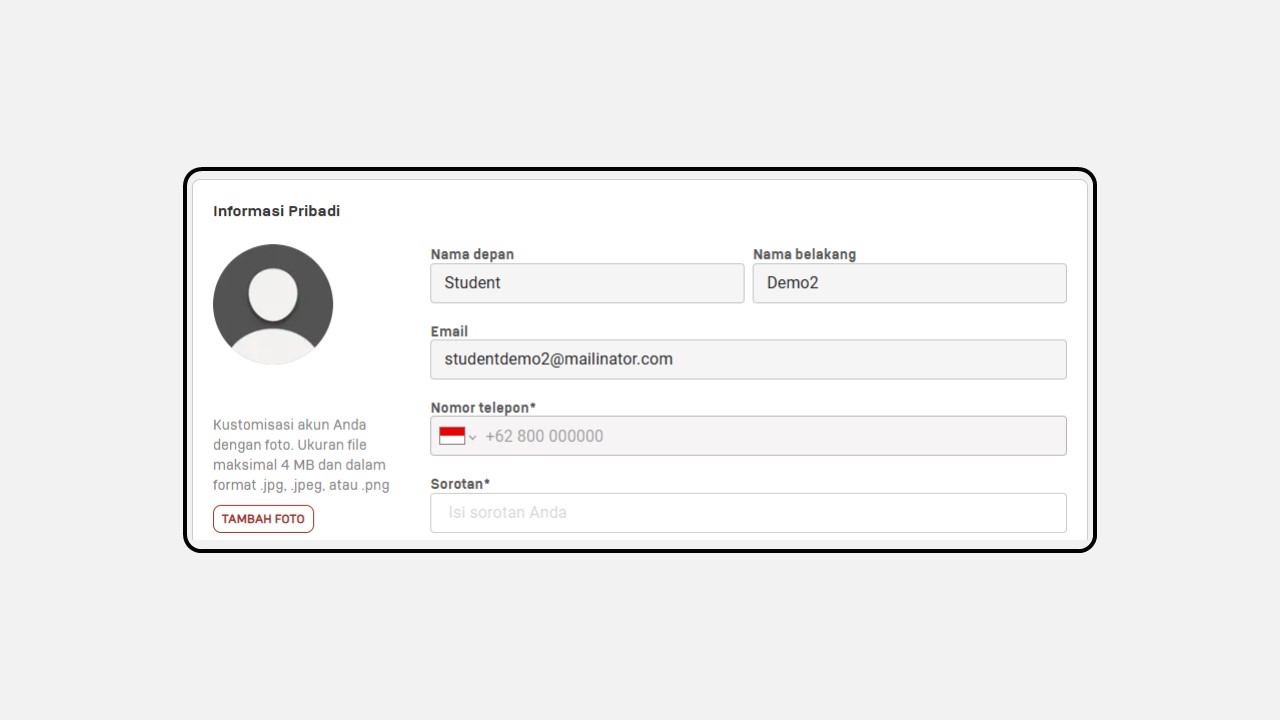 Informasi Pribadi
Nama depan
Nama belakang
Student
Demo2
Email
studentdemo2@mailinator.com
Nomor telepon*
+62 800 000000
Sorotan*
Isi sorotan Anda
Kustomisasi akun Anda
dengan foto. Ukuran file
maksimal 4 MB dan dalam
format .jpg, .jpeg, atau .png
TAMBAH FOTO